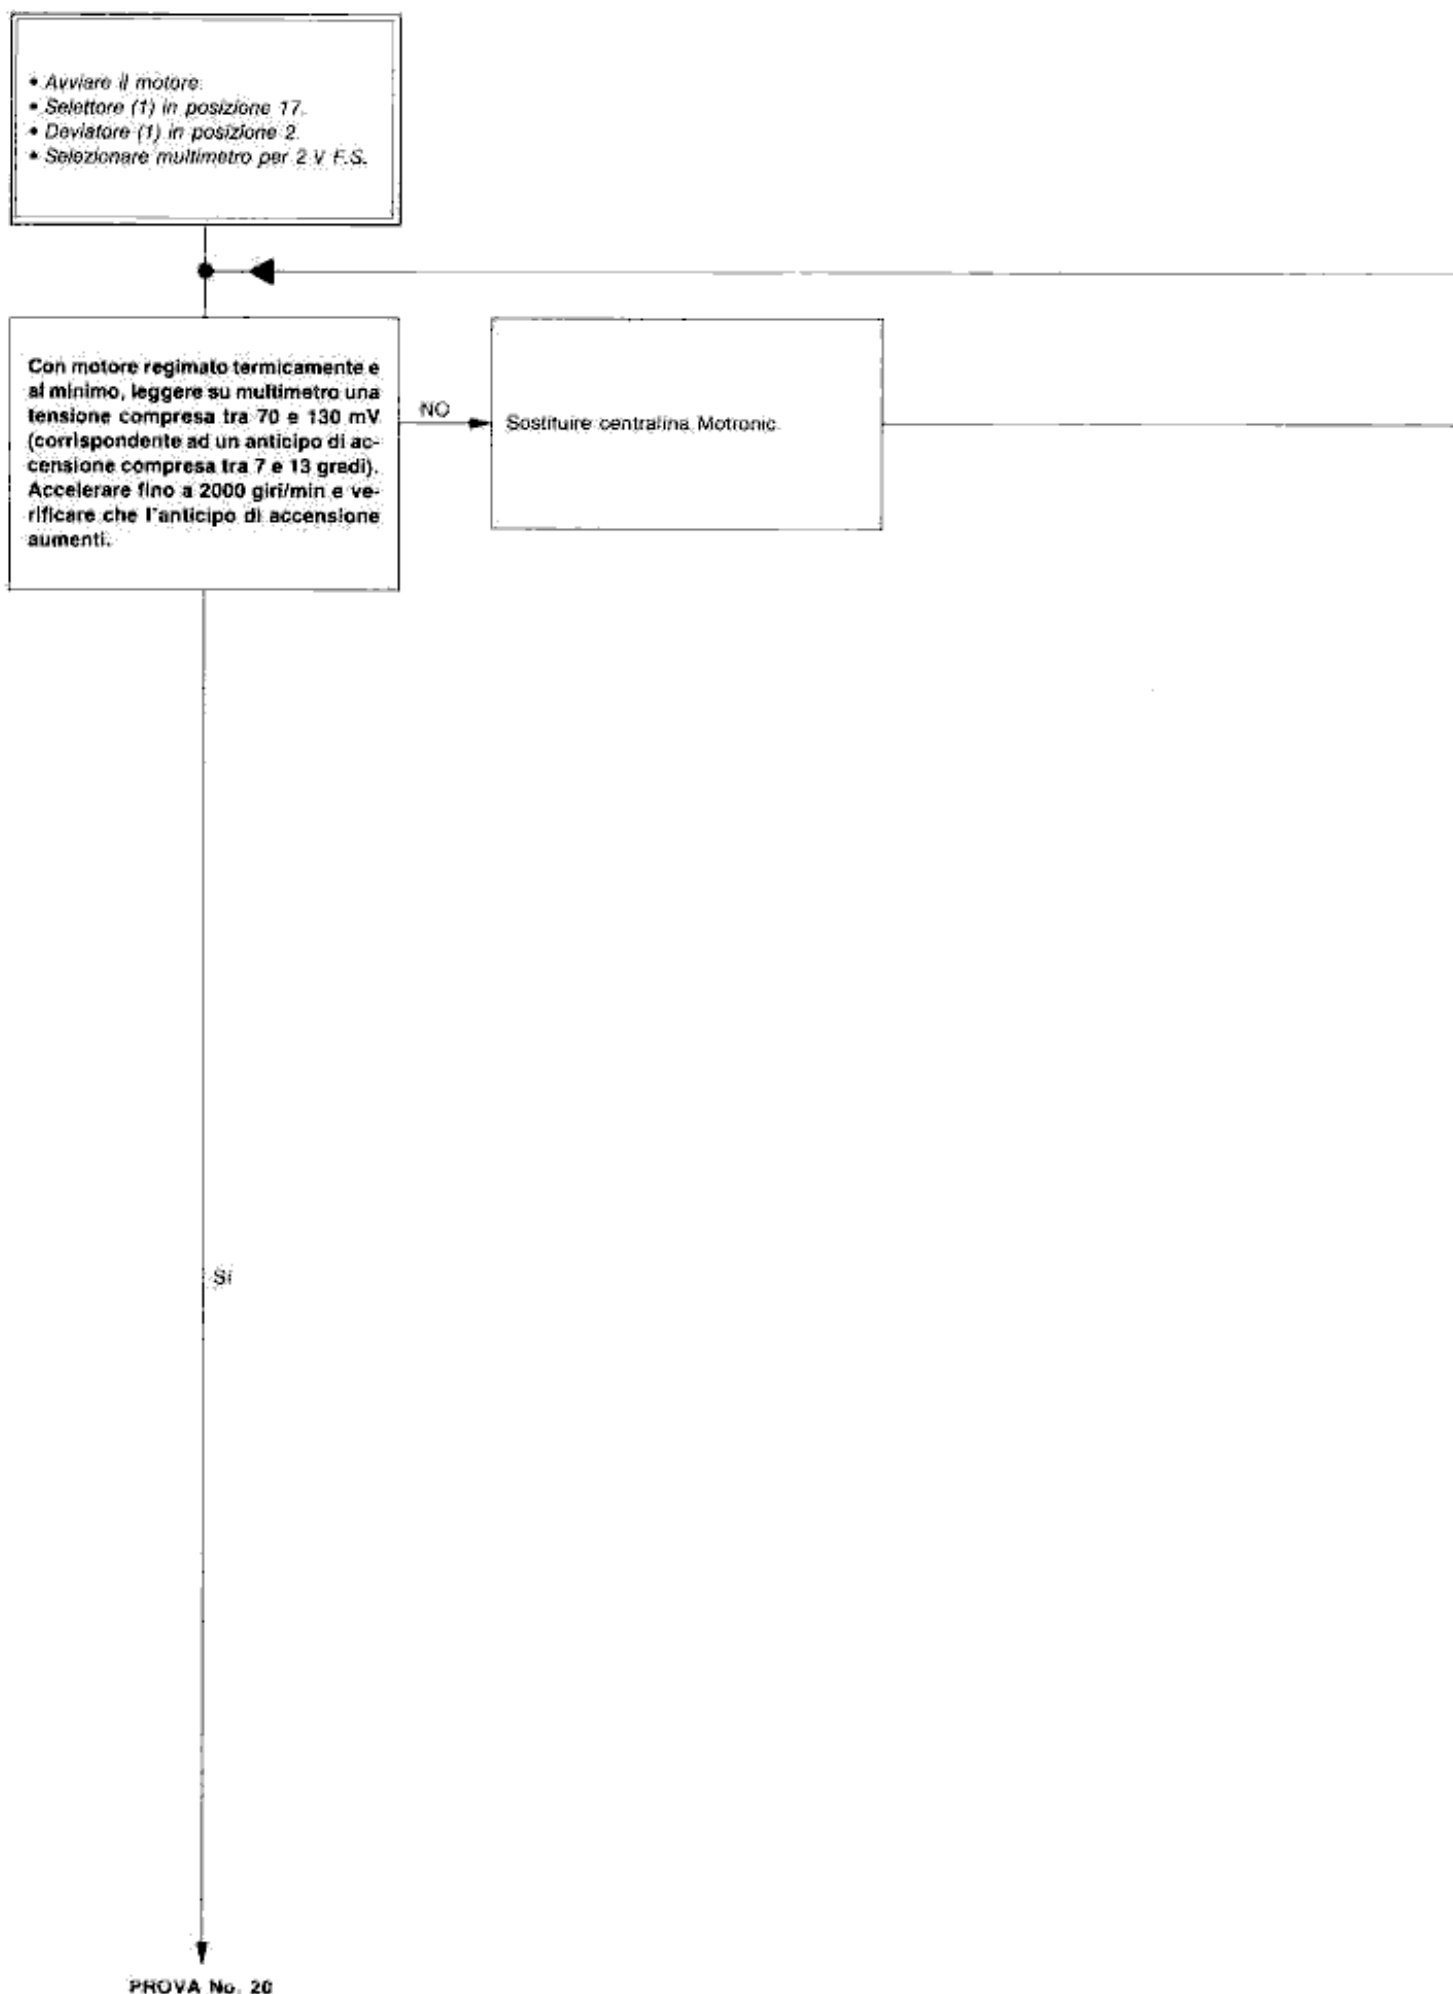 • Avviare il motore.
• Selettore (1) in posizione 17.
• Deviatore (1) in posizione 2.
• Selezionare multimetro per 2 V F.S.
Con motore regimato termicamente e
al minimo, leggere su multimetro una
tensione compresa tra 70 e 130 mV
(corrispondente ad un anticipo di ac-
censione compresa tra 7 e 13 gradi).
Accelerare fino a 2000 giri/min e ve-
rificare che l'anticipo di accensione
aumenti.
NO
Sostituire centralina Motronic.
Sí
PROVA No. 20